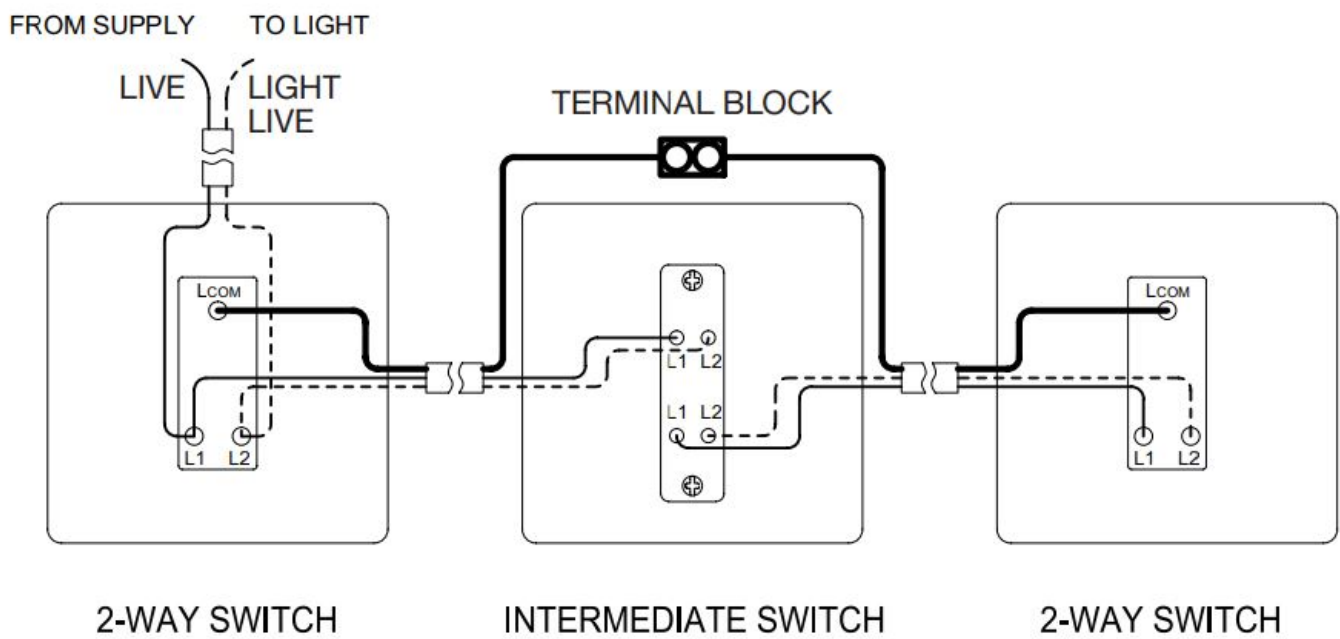 FROM SUPPLY TO LIGHT
LIVE LIGHT
LIVE
TERMINAL BLOCK
LCOM
L1 L2
L1 L2
L1 L2
LCOM
L1 L2
2-WAY SWITCH INTERMEDIATE SWITCH 2-WAY SWITCH